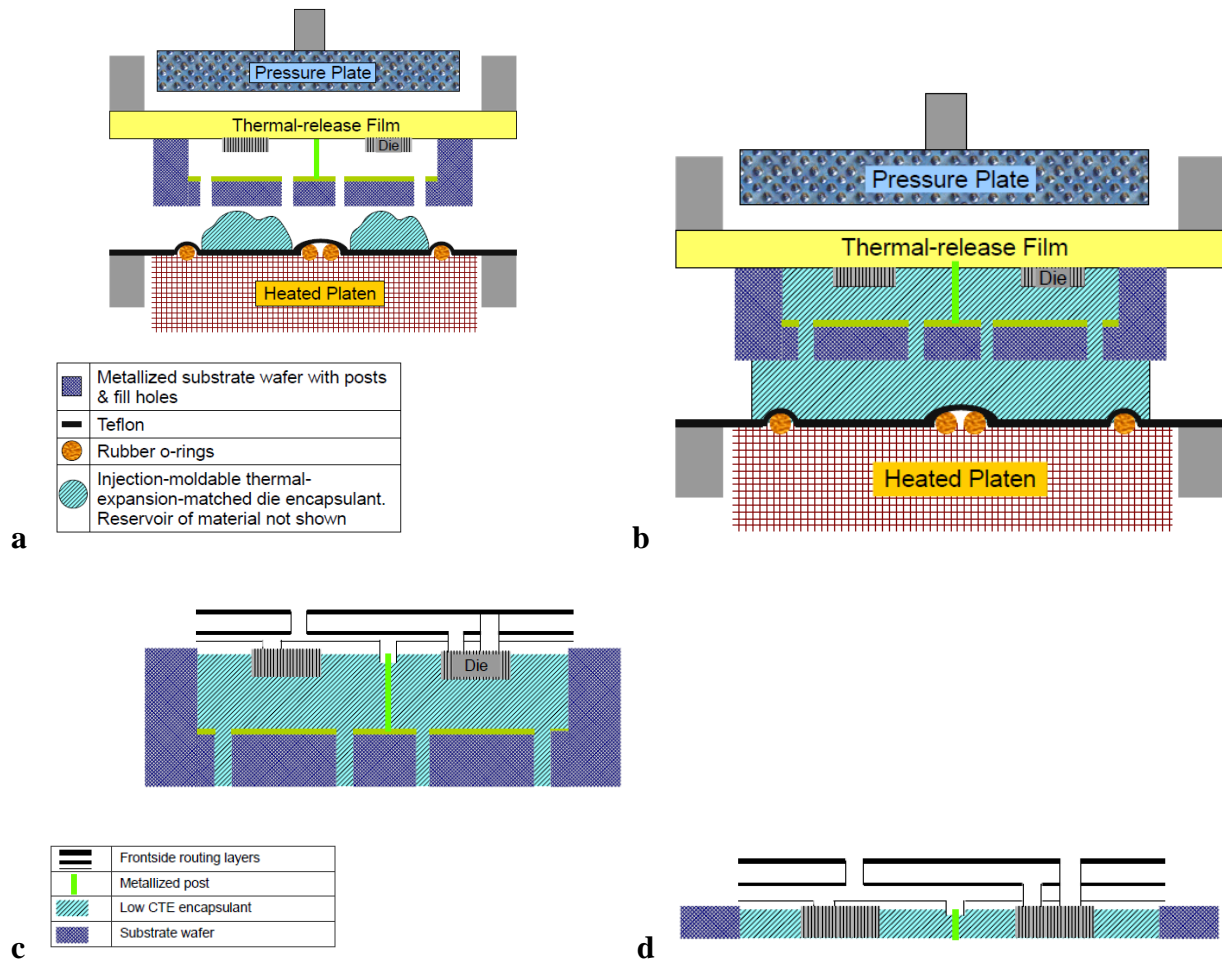 Pressure Plate
Thermal-release Film
Die
Heated Platen
Metallized substrate wafer with posts
& fill holes
Teflon
Rubber o-rings
Injection-moldable thermal-
expansion-matched die encapsulant.
Reservoir of material not shown
a
Pressure Plate
Thermal-release Film
Die
Heated Platen
b
Die
Frontside routing layers
Metallized post
Low CTE encapsulant
Substrate wafer
c
d